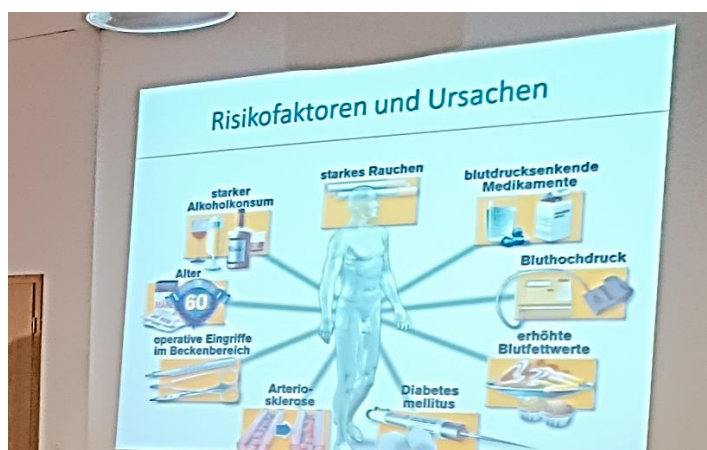 Risikofaktoren und Ursachen
starkes Rauchen
blutdrucksenkende
Medikamente
starker
Alkoholkonsum
Bluthochdruck
Alter
60
operative Eingriffe
im Beckenbereich
erhöhte
Blutfettwerte
Arterio-
sklerose
Diabetes
mellitus